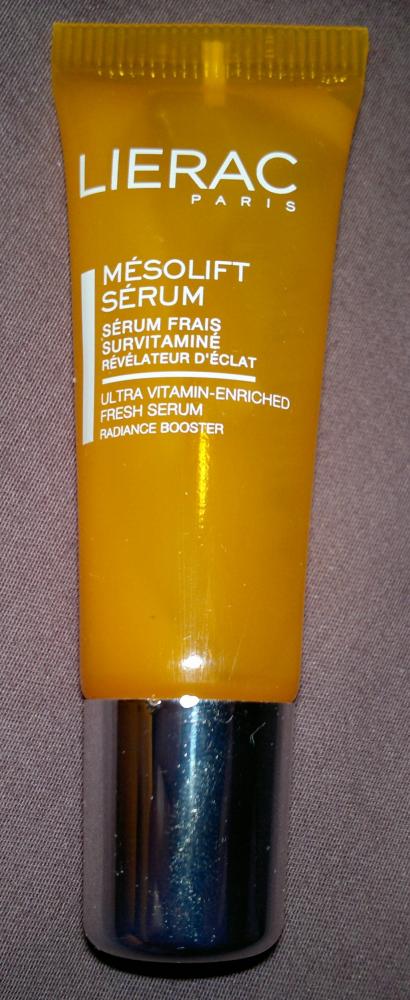 LIERAC
PARIS
MÉSOLIFT
SÉRUM
SÉRUM FRAIS
SURVITAMINÉ
RÉVÉLATEUR D'ÉCLAT
ULTRA VITAMIN-ENRICHED
FRESH SERUM
RADIANCE BOOSTER